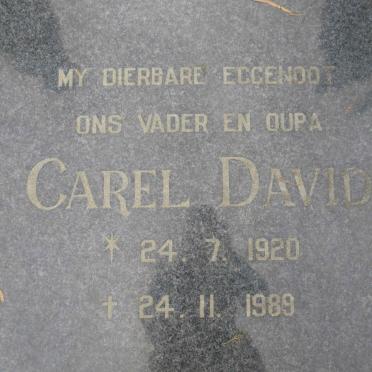 MY DIERBARE EGGENOOT
ONS VADER EN OUPA
CAREL DAVID
* 24. 7. 1920
† 24. 11. 1989